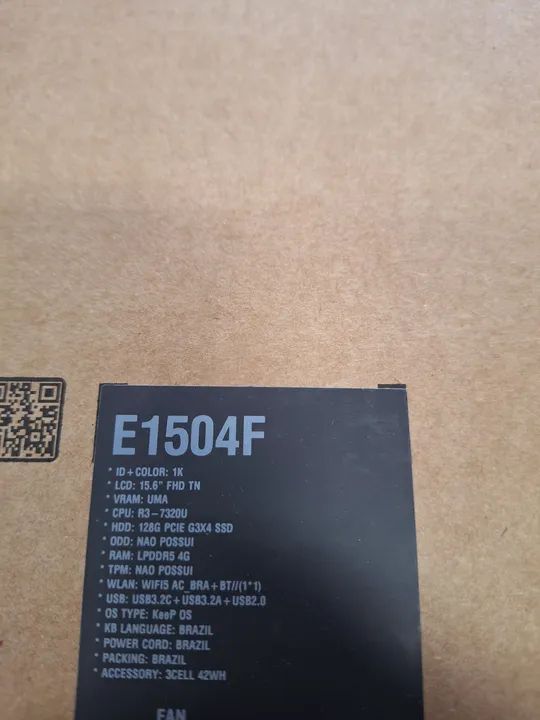 E1504F
* ID+COLOR: 1K
* LCD: 15.6" FHD TN
* VRAM: UMA
* CPU: R3-7320U
* HDD: 128G PCIE G3X4 SSD
* ODD: NAO POSSUI
* RAM: LPDDR5 4G
* TPM: NAO POSSUI
* WLAN: WIFI5 AC_BRA+BT//(1*1)
* USB: USB3.2C+USB3.2A+USB2.0
* OS TYPE: KeeP OS
* KB LANGUAGE: BRAZIL
* POWER CORD: BRAZIL
* PACKING: BRAZIL
* ACCESSORY: 3CELL 42WH
EAN